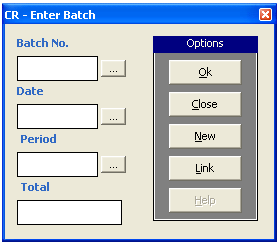 CR - Enter Batch
Batch No.
...
Date
...
Period
...
Total
Options
Ok
Close
New
Link
Help